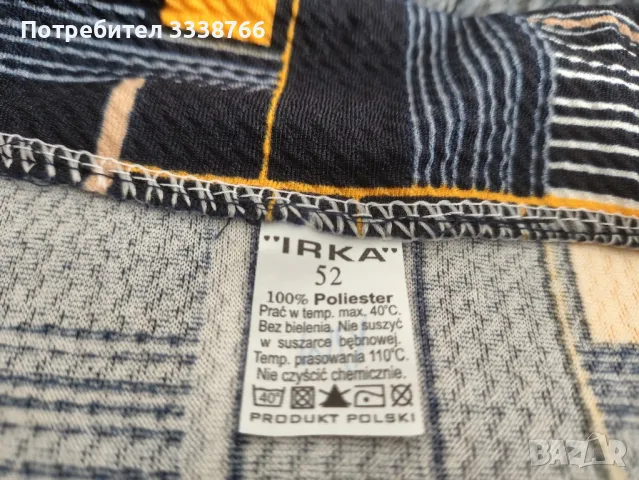 Потребител 3338766
"IRKA"
52
100% Poliester
Prać w temp. max. 40°C.
Bez bielenia. Nie suszyć
w suszarce bębnowej.
Temp. prasowania 110°C.
Nie czyścić chemicznie.
40°
PRODUKT POLSKI
BAZAR